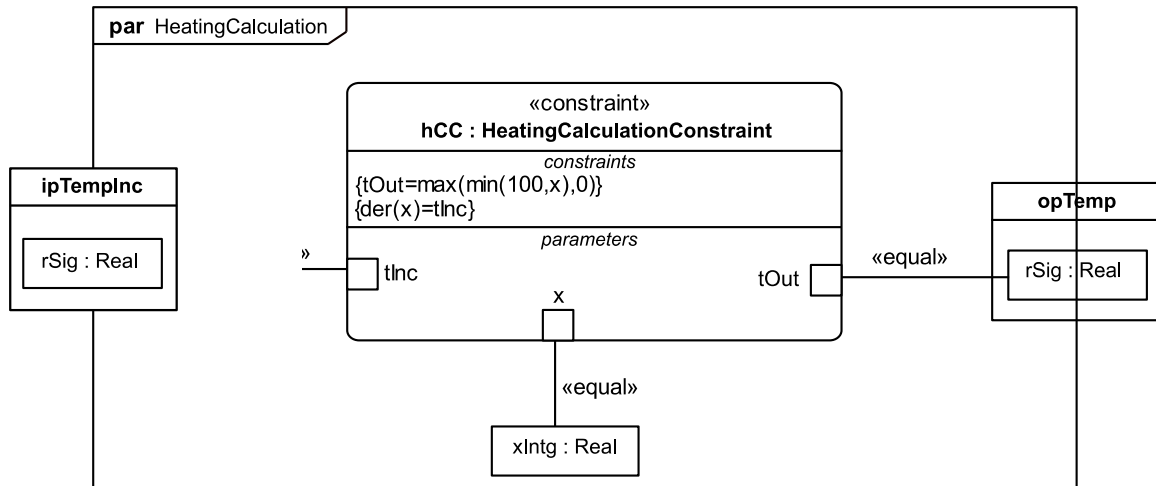 par HeatingCalculation
«constraint»
hCC : HeatingCalculationConstraint
constraints
{tOut=max(min(100,x),0)}
{der(x)=tInc}
parameters
ipTempInc
rSig : Real
»
tInc
x
tOut
«equal»
opTemp
rSig : Real
«equal»
xIntg : Real